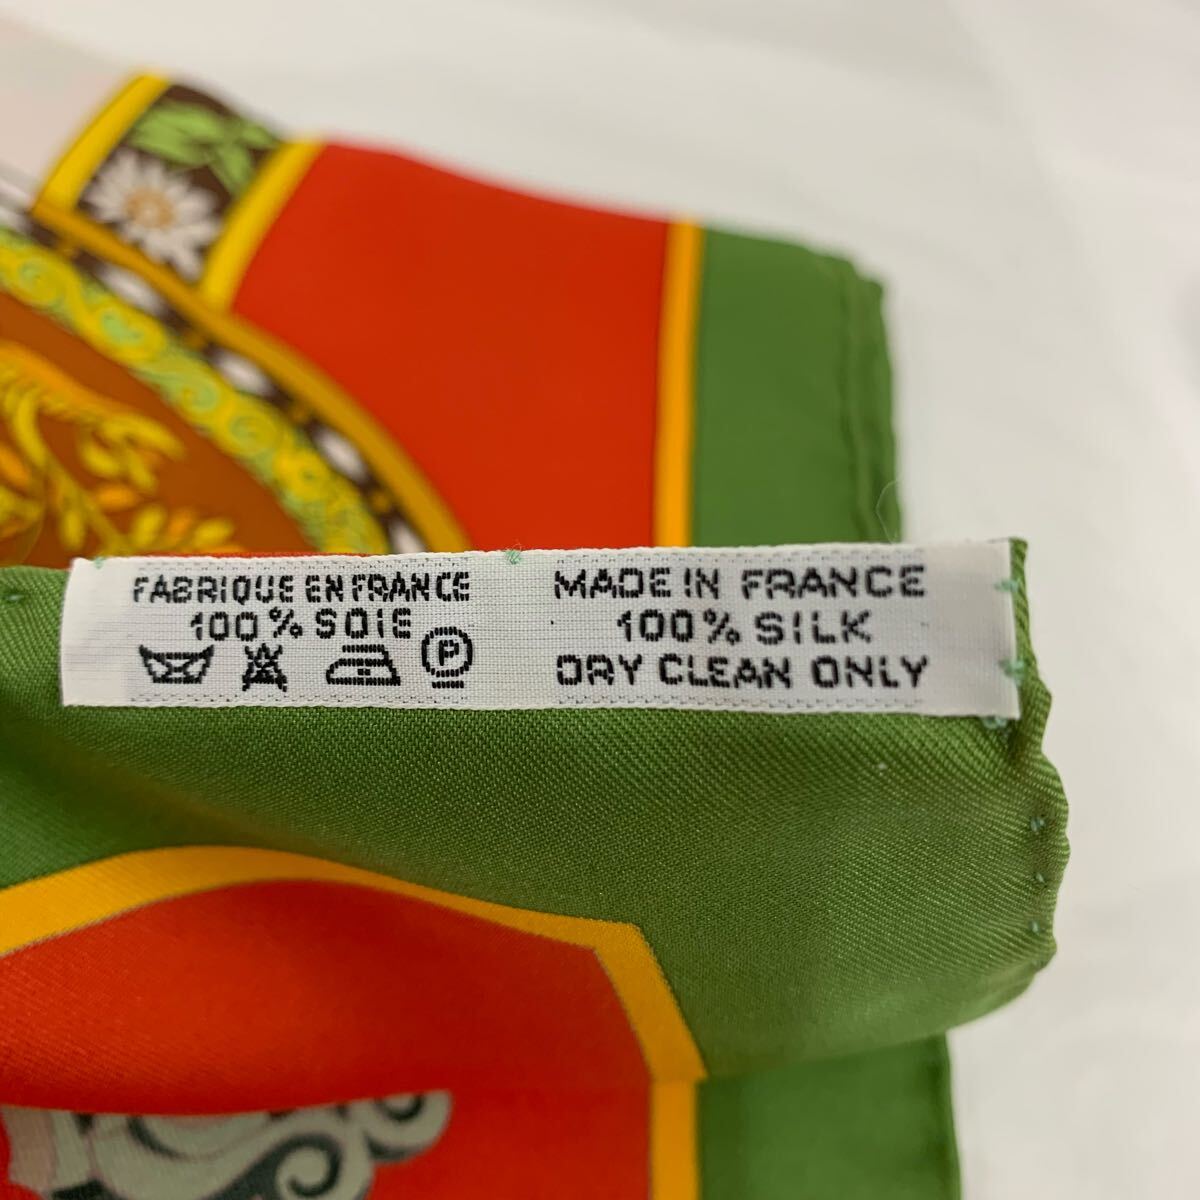 FABRIQUE EN FRANCE
100% SOIE
P
MADE IN FRANCE
100% SILK
DRY CLEAN ONLY